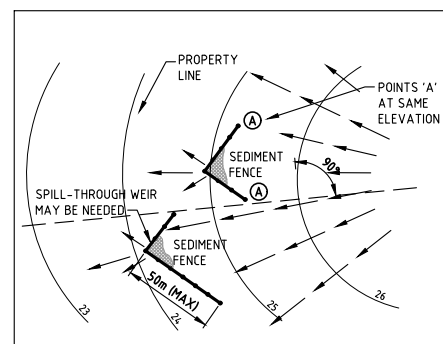 PROPERTY
LINE
POINTS 'A'
AT SAME
ELEVATION
A
SEDIMENT
FENCE
90°
A
SPILL-THROUGH WEIR
MAY BE NEEDED
SEDIMENT
FENCE
50m (MAX)
23
24
25
26